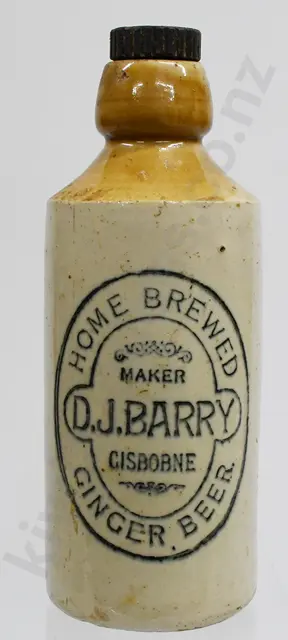 HOME BREWED
MAKER
D.J.BARRY
GISBORNE
GINGER BEER.